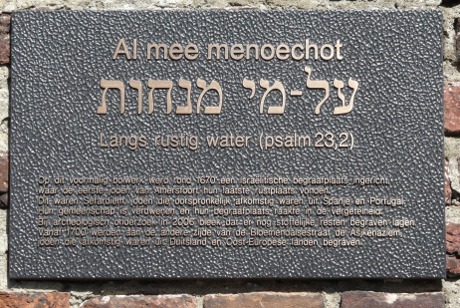 Al mee menoechot
על-מי מנחות
Langs rustig water (psalm 23,2)
Op dit voormalig bolwerk werd rond 1670 een Israëlitische begraafplaats ingericht,
waar de eerste joden van Amersfoort hun laatste rustplaats vonden.
Dit waren Sefardiem, joden die oorspronkelijk afkomstig waren uit Spanje en Portugal.
Hun gemeenschap is verdwenen en hun begraafplaats raakte in de vergetelheid.
Bij archeologisch onderzoek in 2006 bleek dat zer nog stoffelijke resten begraven lagen.
Vanaf 1700 werden aan de andere zijde van de Bloemendalsestraat de Asjkenaziem,
joden die afkomstig waren uit Duitsland en Oost-Europese landen begraven.